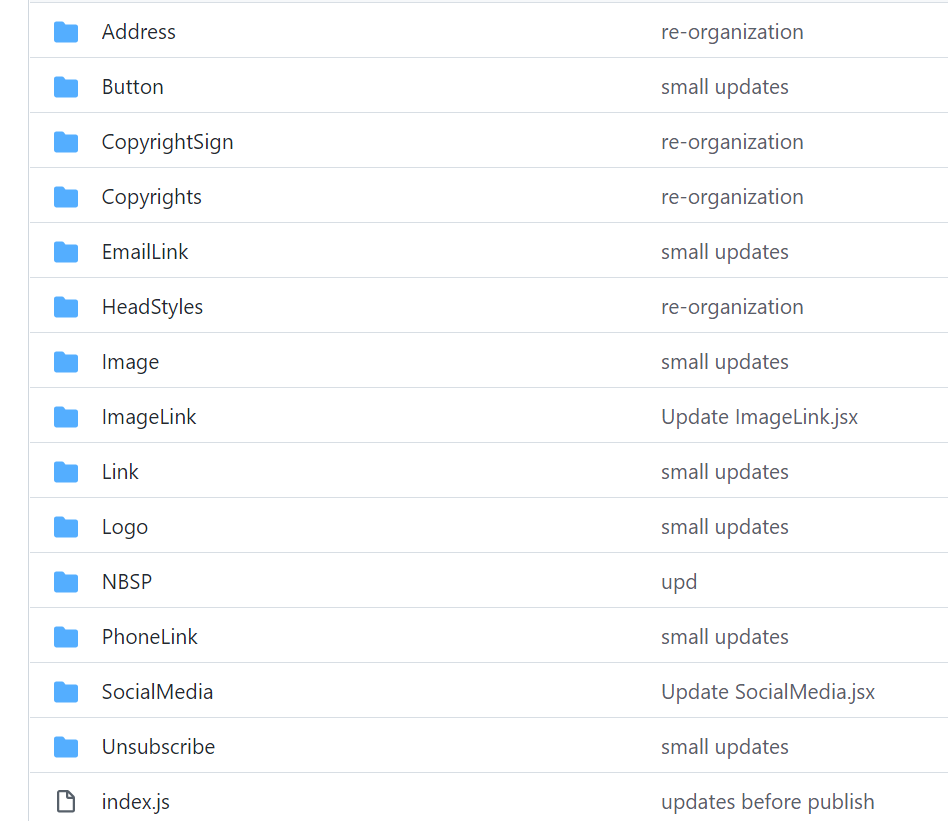 Address re-organization
Button small updates
CopyrightSign re-organization
Copyrights re-organization
EmailLink small updates
HeadStyles re-organization
Image small updates
ImageLink Update ImageLink.jsx
Link small updates
Logo small updates
NBSP upd
PhoneLink small updates
SocialMedia Update SocialMedia.jsx
Unsubscribe small updates
index.js updates before publish